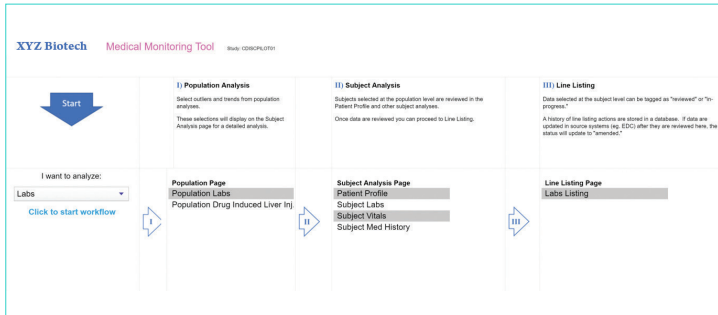 XYZ Biotech Medical Monitoring Tool Study: CDISCPILOT01
Start
I) Population Analysis
Select outliers and trends from population
analyses.
These selections will display on the Subject
Analysis page for a detailed analysis.
II) Subject Analysis
Subjects selected at the population level are reviewed in the
Patient Profile and other subject analyses.
Once data are reviewed you can proceed to Line Listing.
III) Line Listing
Data selected at the subject level can be tagged as "reviewed" or "in-
progress."
A history of line listing actions are stored in a database. If data are
updated in source systems (eg. EDC) after they are reviewed here, the
status will update to "amended."
I want to analyze:
Labs
Click to start workflow
I
Population Page
Population Labs
Population Drug Induced Liver Inj.
II
Subject Analysis Page
Patient Profile
Subject Labs
Subject Vitals
Subject Med History
III
Line Listing Page
Labs Listing